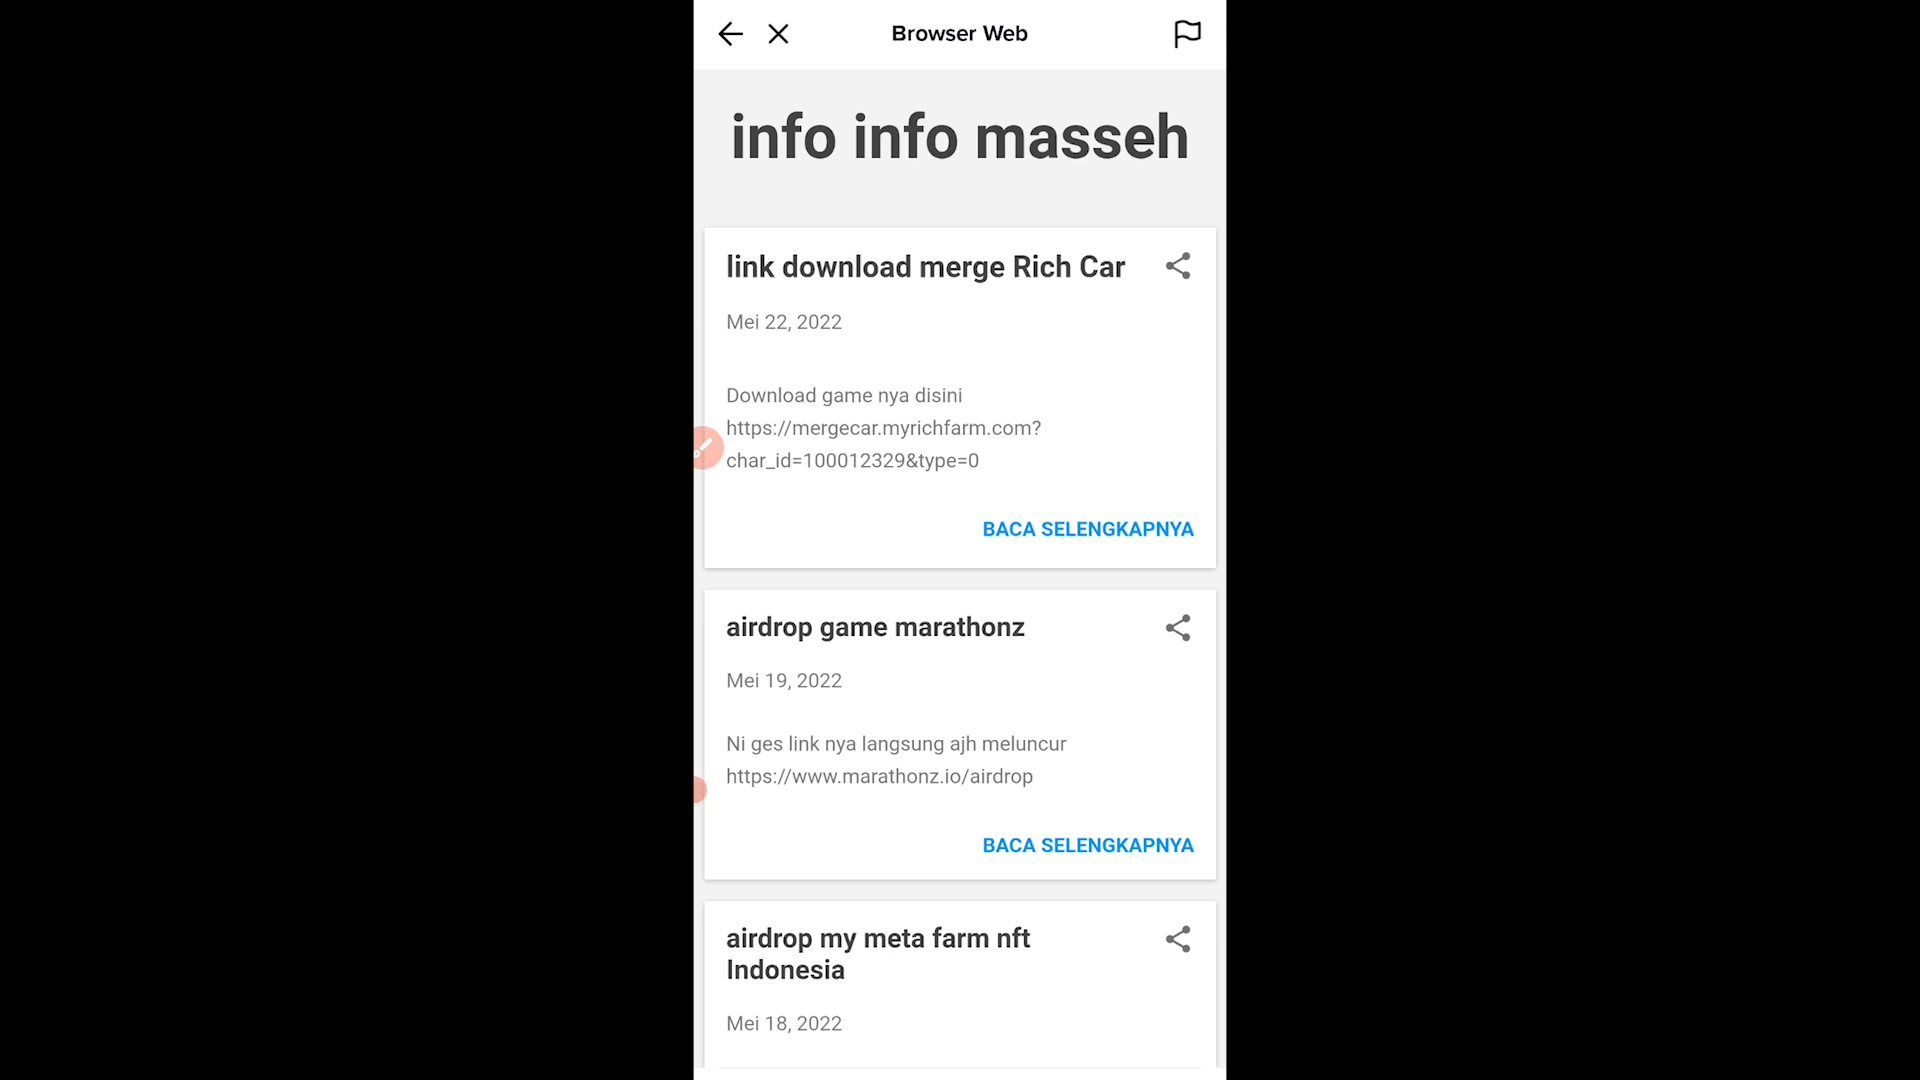 Browser Web
info info masseh
link download merge Rich Car
Mei 22, 2022
Download game nya disini
https://mergecar.myrichfarm.com?
char_id=100012329&type=0
BACA SELENGKAPNYA
airdrop game marathonz
Mei 19, 2022
Ni ges link nya langsung ajh meluncur
https://www.marathonz.io/airdrop
BACA SELENGKAPNYA
airdrop my meta farm nft
Indonesia
Mei 18, 2022